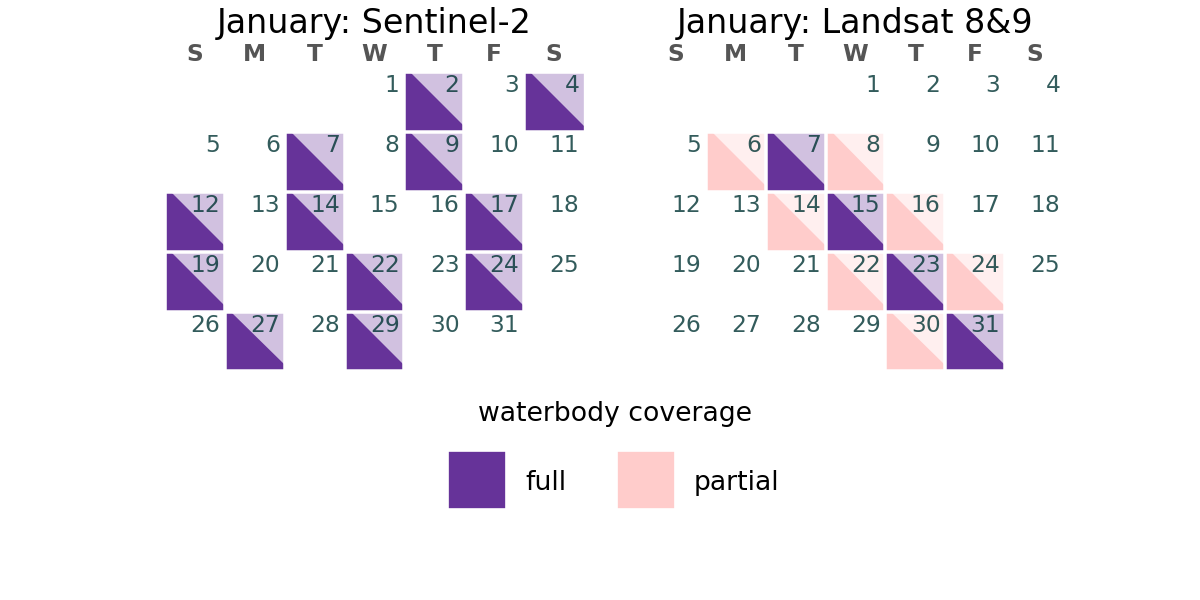 January: Sentinel-2
S M T W T F S
1 2 3 4
5 6 7 8 9 10 11
12 13 14 15 16 17 18
19 20 21 22 23 24 25
26 27 28 29 30 31
January: Landsat 8&9
S M T W T F S
1 2 3 4
5 6 7 8 9 10 11
12 13 14 15 16 17 18
19 20 21 22 23 24 25
26 27 28 29 30 31
waterbody coverage
full
partial